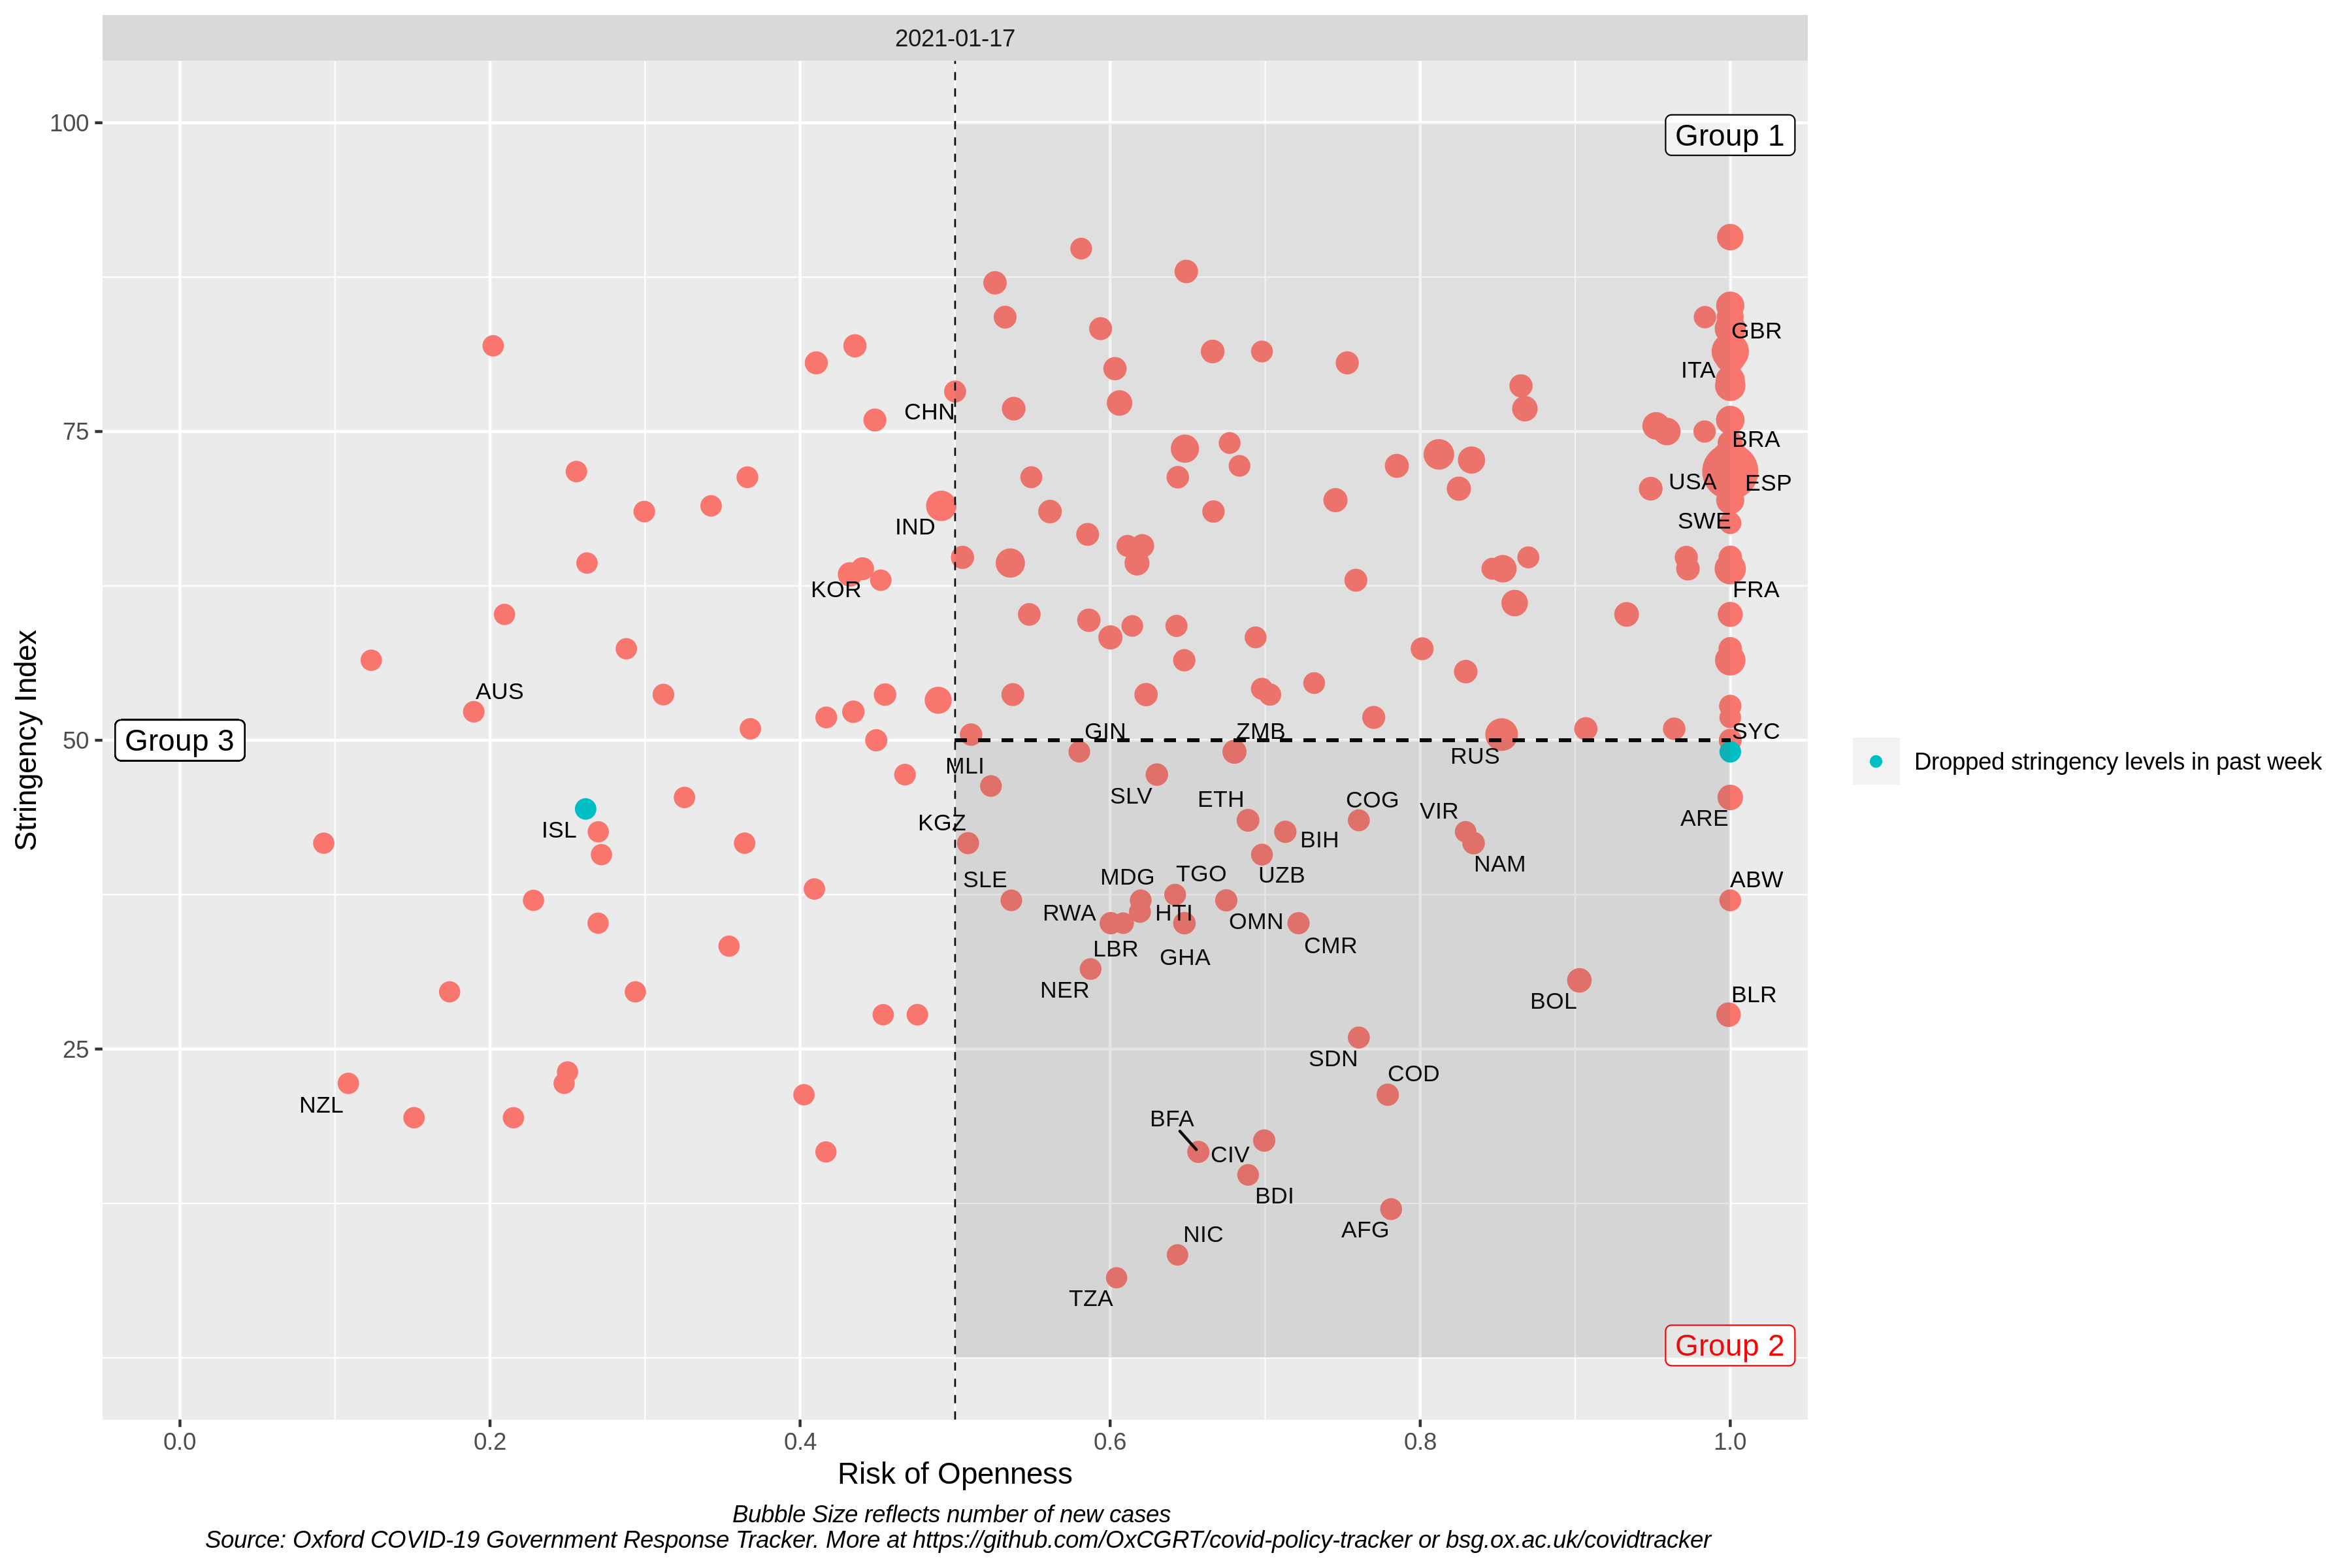 2021-01-17
100
Group 1
GBR
ITA
CHN
75
BRA
USA
ESP
IND
SWE
KOR
FRA
AUS
Stringency Index
Group 3
50
GIN
ZMB
SYC
RUS
MLI
Dropped stringency levels in past week
SLV
ETH
COG
VIR
ARE
ISL
KGZ
BIH
NAM
SLE
MDG
TGO
UZB
ABW
RWA
HTI
OMN
LBR
GHA
CMR
NER
BOL
BLR
25
SDN
COD
NZL
BFA
CIV
BDI
AFG
NIC
TZA
Group 2
0.0
0.2
0.4
0.6
0.8
1.0
Risk of Openness
Bubble Size reflects number of new cases
Source: Oxford COVID-19 Government Response Tracker. More at https://github.com/OxCGRT/covid-policy-tracker or bsg.ox.ac.uk/covidtracker